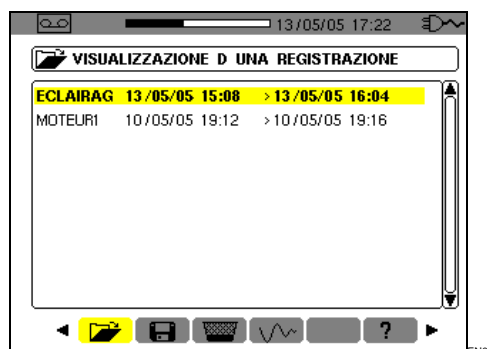 13/05/05 17:22
VISUALIZZAZIONE D UNA REGISTRAZIONE
ECLAIRAG 13/05/05 15:08 >13/05/05 16:04
MOTEUR1 10/05/05 19:12 >10/05/05 19:16
?